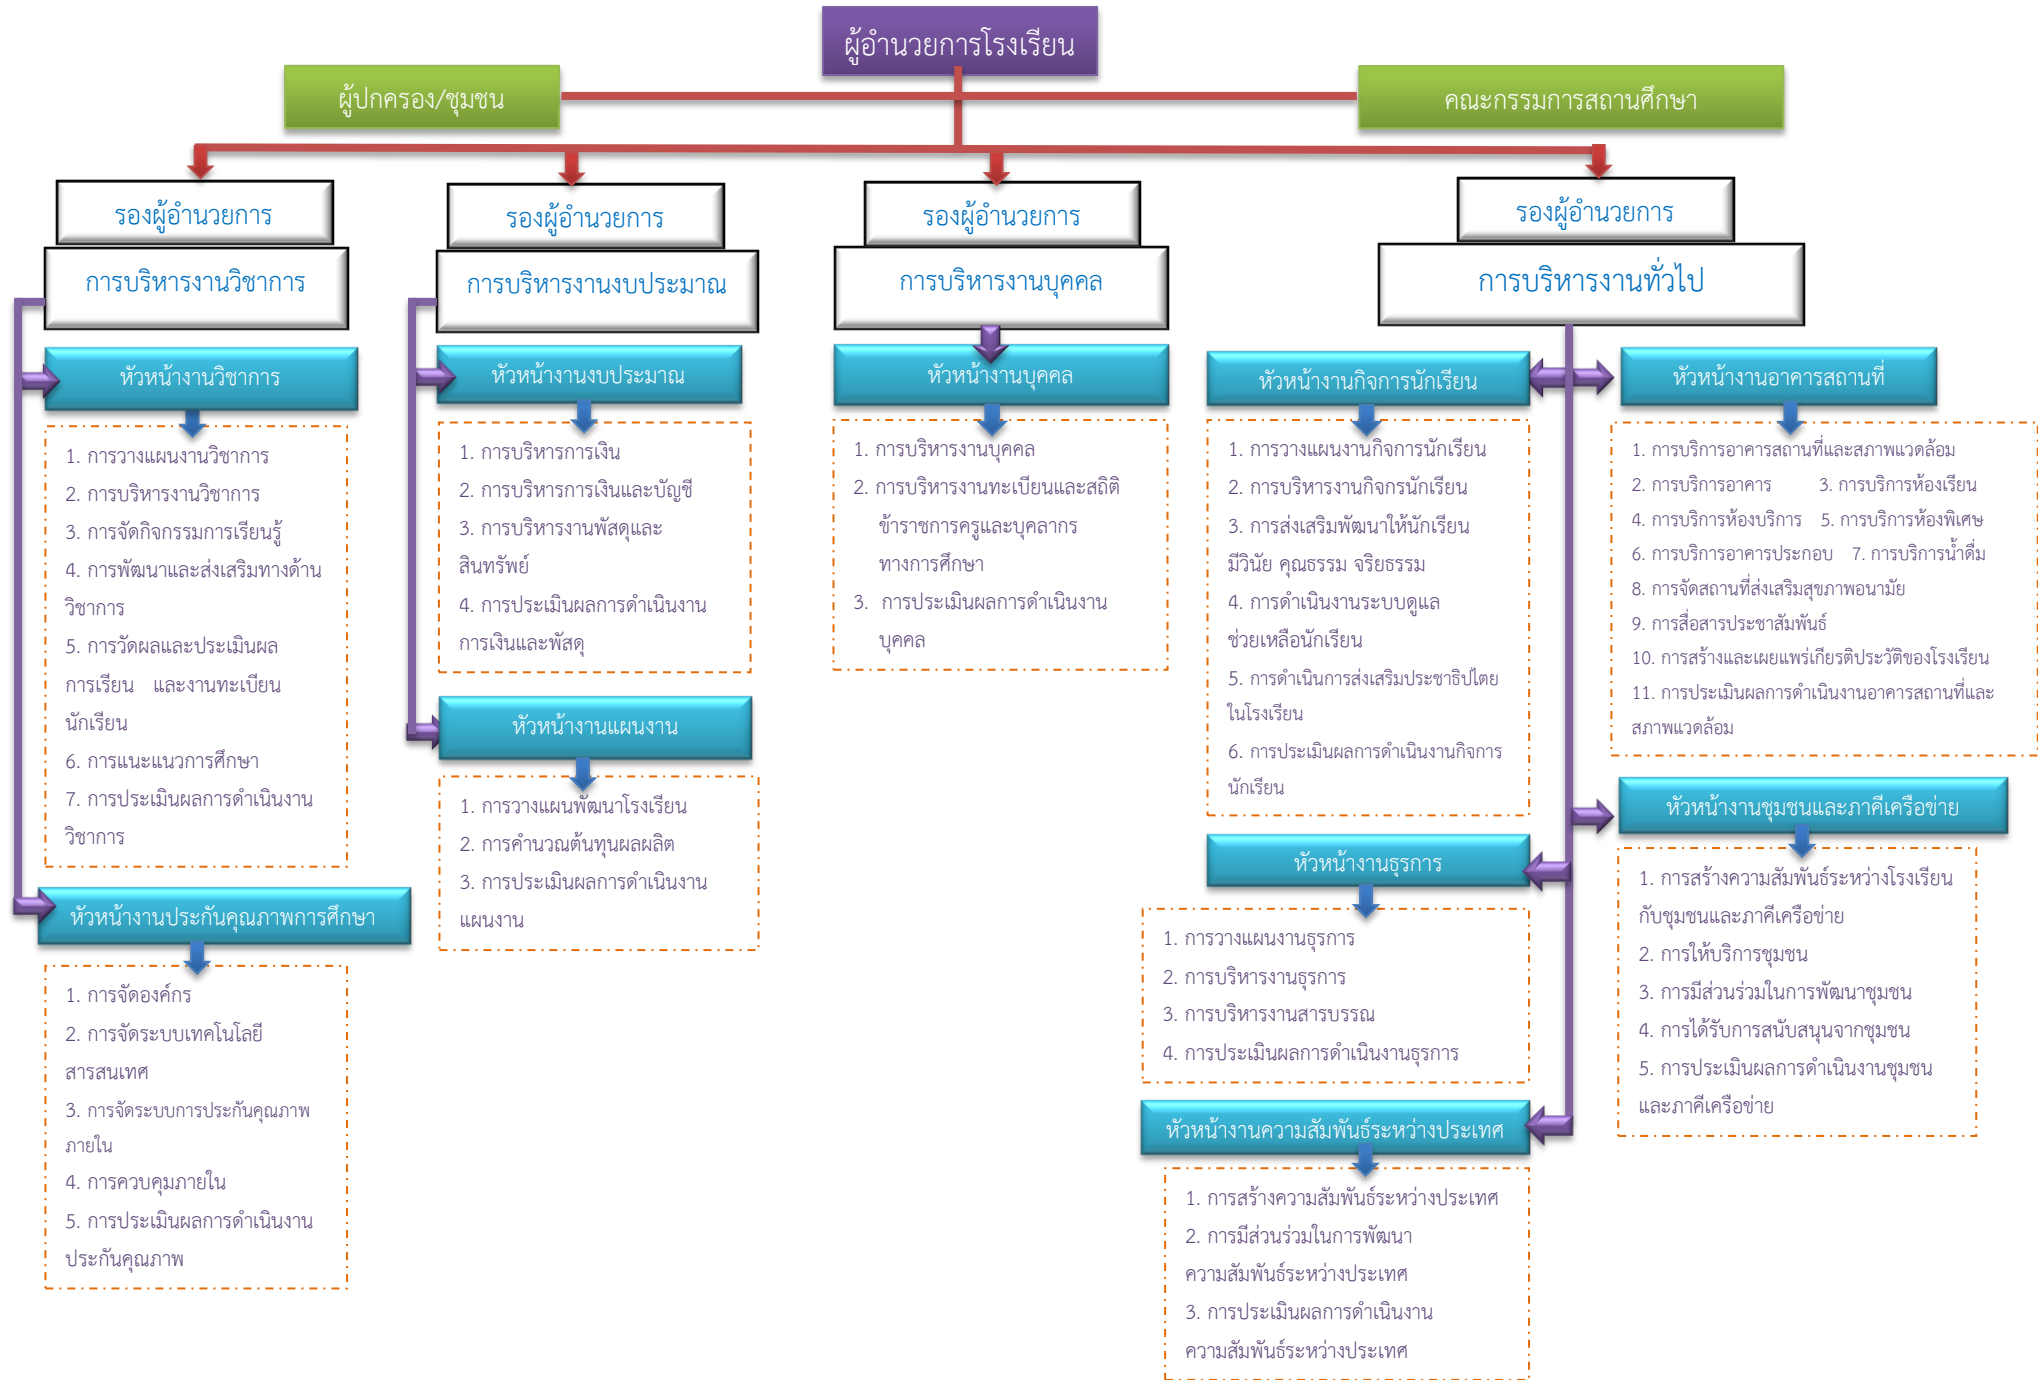 ผู้อำนวยการโรงเรียน
ผู้ปกครอง/ชุมชน
คณะกรรมการสถานศึกษา
รองผู้อำนวยการ
การบริหารงานวิชาการ
หัวหน้างานวิชาการ
1. การวางแผนงานวิชาการ
2. การบริหารงานวิชาการ
3. การจัดกิจกรรมการเรียนรู้
4. การพัฒนาและส่งเสริมทางด้าน
วิชาการ
5. การวัดผลและประเมินผล
การเรียน และงานทะเบียน
นักเรียน
6. การแนะแนวการศึกษา
7. การประเมินผลการดำเนินงาน
วิชาการ
หัวหน้างานประกันคุณภาพการศึกษา
1. การจัดองค์กร
2. การจัดระบบเทคโนโลยี
สารสนเทศ
3. การจัดระบบการประกันคุณภาพ
ภายใน
4. การควบคุมภายใน
5. การประเมินผลการดำเนินงาน
ประกันคุณภาพ
รองผู้อำนวยการ
การบริหารงานงบประมาณ
หัวหน้างานงบประมาณ
1. การบริหารการเงิน
2. การบริหารการเงินและบัญชี
3. การบริหารงานพัสดุและ
สินทรัพย์
4. การประเมินผลการดำเนินงาน
การเงินและพัสดุ
หัวหน้างานแผนงาน
1. การวางแผนพัฒนาโรงเรียน
2. การคำนวณต้นทุนผลผลิต
3. การประเมินผลการดำเนินงาน
แผนงาน
รองผู้อำนวยการ
การบริหารงานบุคคล
หัวหน้างานบุคคล
1. การบริหารงานบุคคล
2. การบริหารงานทะเบียนและสถิติ
ข้าราชการครูและบุคลากร
ทางการศึกษา
3. การประเมินผลการดำเนินงาน
บุคคล
รองผู้อำนวยการ
การบริหารงานทั่วไป
หัวหน้างานกิจการนักเรียน
1. การวางแผนงานกิจการนักเรียน
2. การบริหารงานกิจกรนักเรียน
3. การส่งเสริมพัฒนาให้นักเรียน
มีวินัย คุณธรรม จริยธรรม
4. การดำเนินงานระบบดูแล
ช่วยเหลือนักเรียน
5. การดำเนินการส่งเสริมประชาธิปไตย
ในโรงเรียน
6. การประเมินผลการดำเนินงานกิจการ
นักเรียน
หัวหน้างานธุรการ
1. การวางแผนงานธุรการ
2. การบริหารงานธุรการ
3. การบริหารงานสารบรรณ
4. การประเมินผลการดำเนินงานธุรการ
หัวหน้างานความสัมพันธ์ระหว่างประเทศ
1. การสร้างความสัมพันธ์ระหว่างประเทศ
2. การมีส่วนร่วมในการพัฒนา
ความสัมพันธ์ระหว่างประเทศ
3. การประเมินผลการดำเนินงาน
ความสัมพันธ์ระหว่างประเทศ
หัวหน้างานอาคารสถานที่
1. การบริการอาคารสถานที่และสภาพแวดล้อม
2. การบริการอาคาร 3. การบริการห้องเรียน
4. การบริการห้องบริการ 5. การบริการห้องพิเศษ
6. การบริการอาคารประกอบ 7. การบริการน้ำดื่ม
8. การจัดสถานที่ส่งเสริมสุขภาพอนามัย
9. การสื่อสารประชาสัมพันธ์
10. การสร้างและเผยแพร่เกียรติประวัติของโรงเรียน
11. การประเมินผลการดำเนินงานอาคารสถานที่และ
สภาพแวดล้อม
หัวหน้างานชุมชนและภาคีเครือข่าย
1. การสร้างความสัมพันธ์ระหว่างโรงเรียน
กับชุมชนและภาคีเครือข่าย
2. การให้บริการชุมชน
3. การมีส่วนร่วมในการพัฒนาชุมชน
4. การได้รับการสนับสนุนจากชุมชน
5. การประเมินผลการดำเนินงานชุมชน
และภาคีเครือข่าย